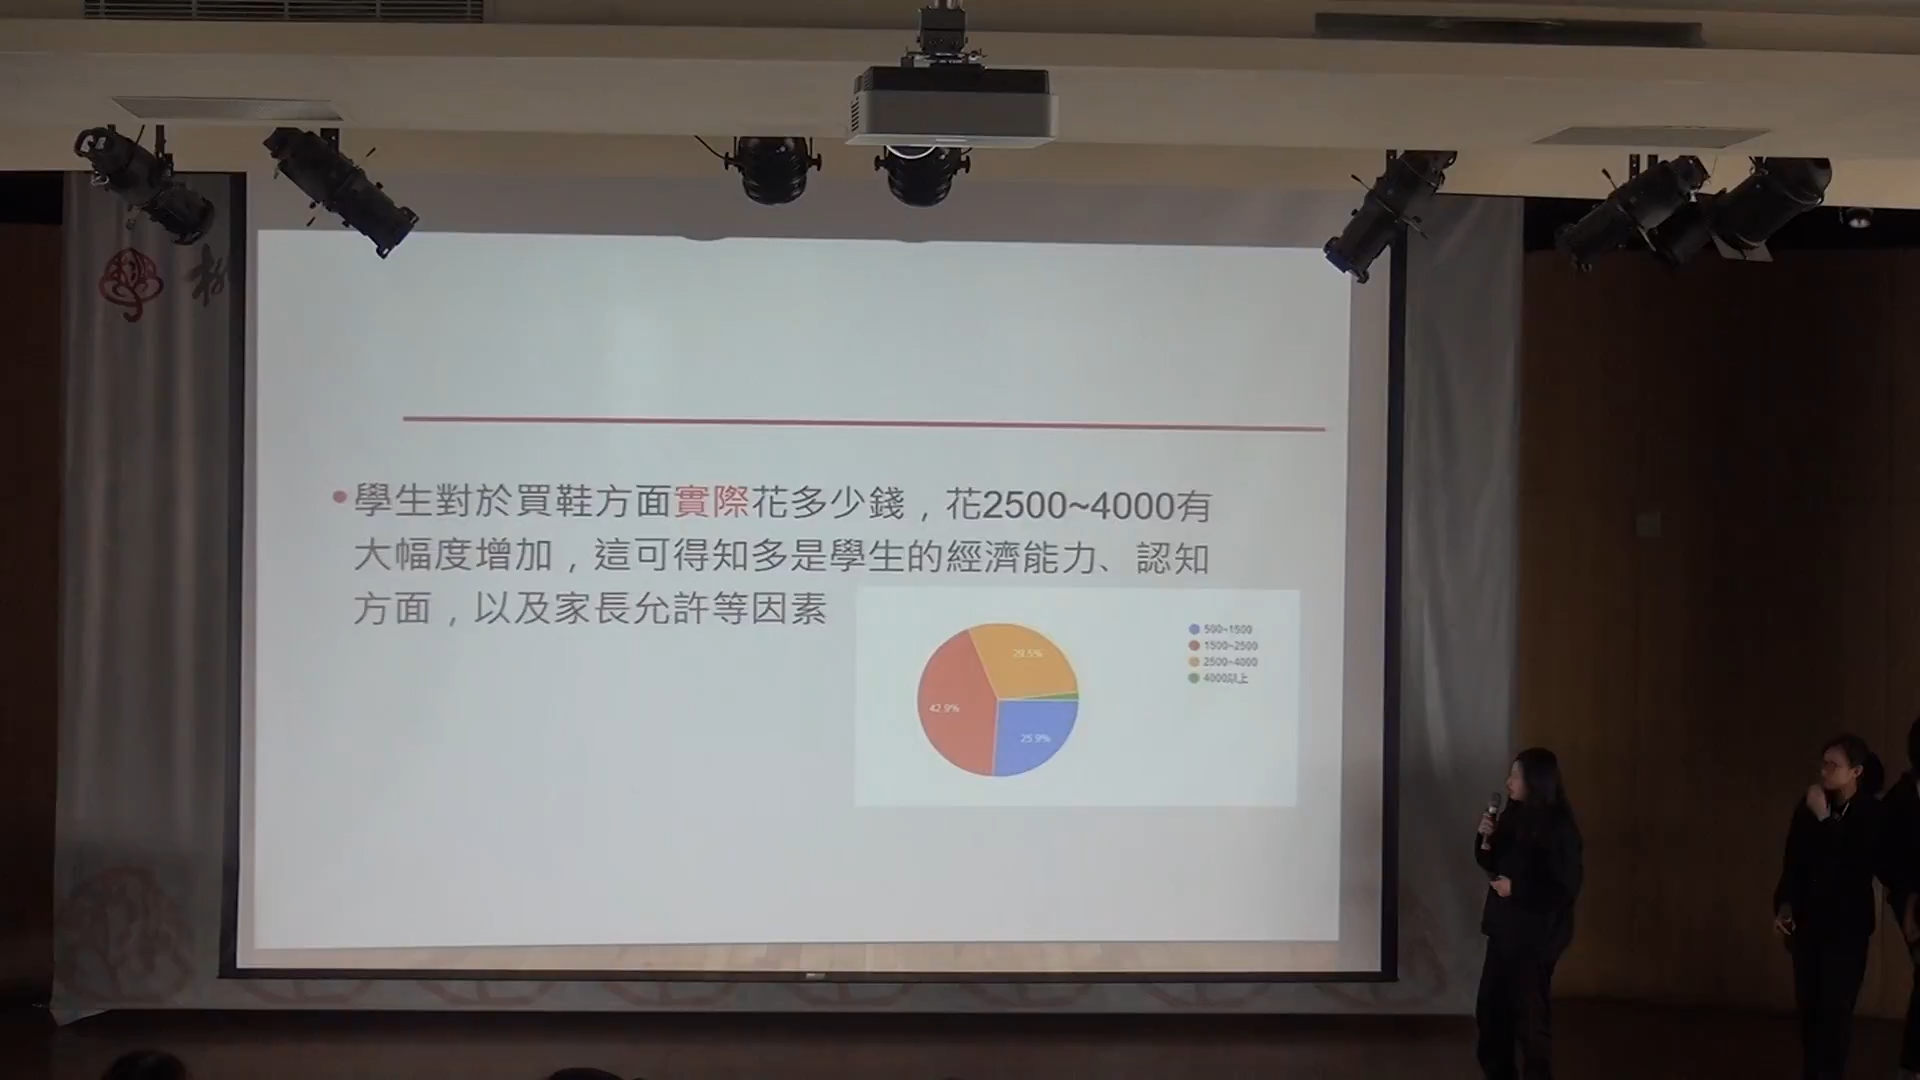 •學生對於買鞋方面實際花多少錢，花2500~4000有
大幅度增加，這可得知多是學生的經濟能力、認知
方面，以及家長允許等因素
500~1500
1500~2500
2500~4000
4000以上
29.5%
42.9%
25.9%